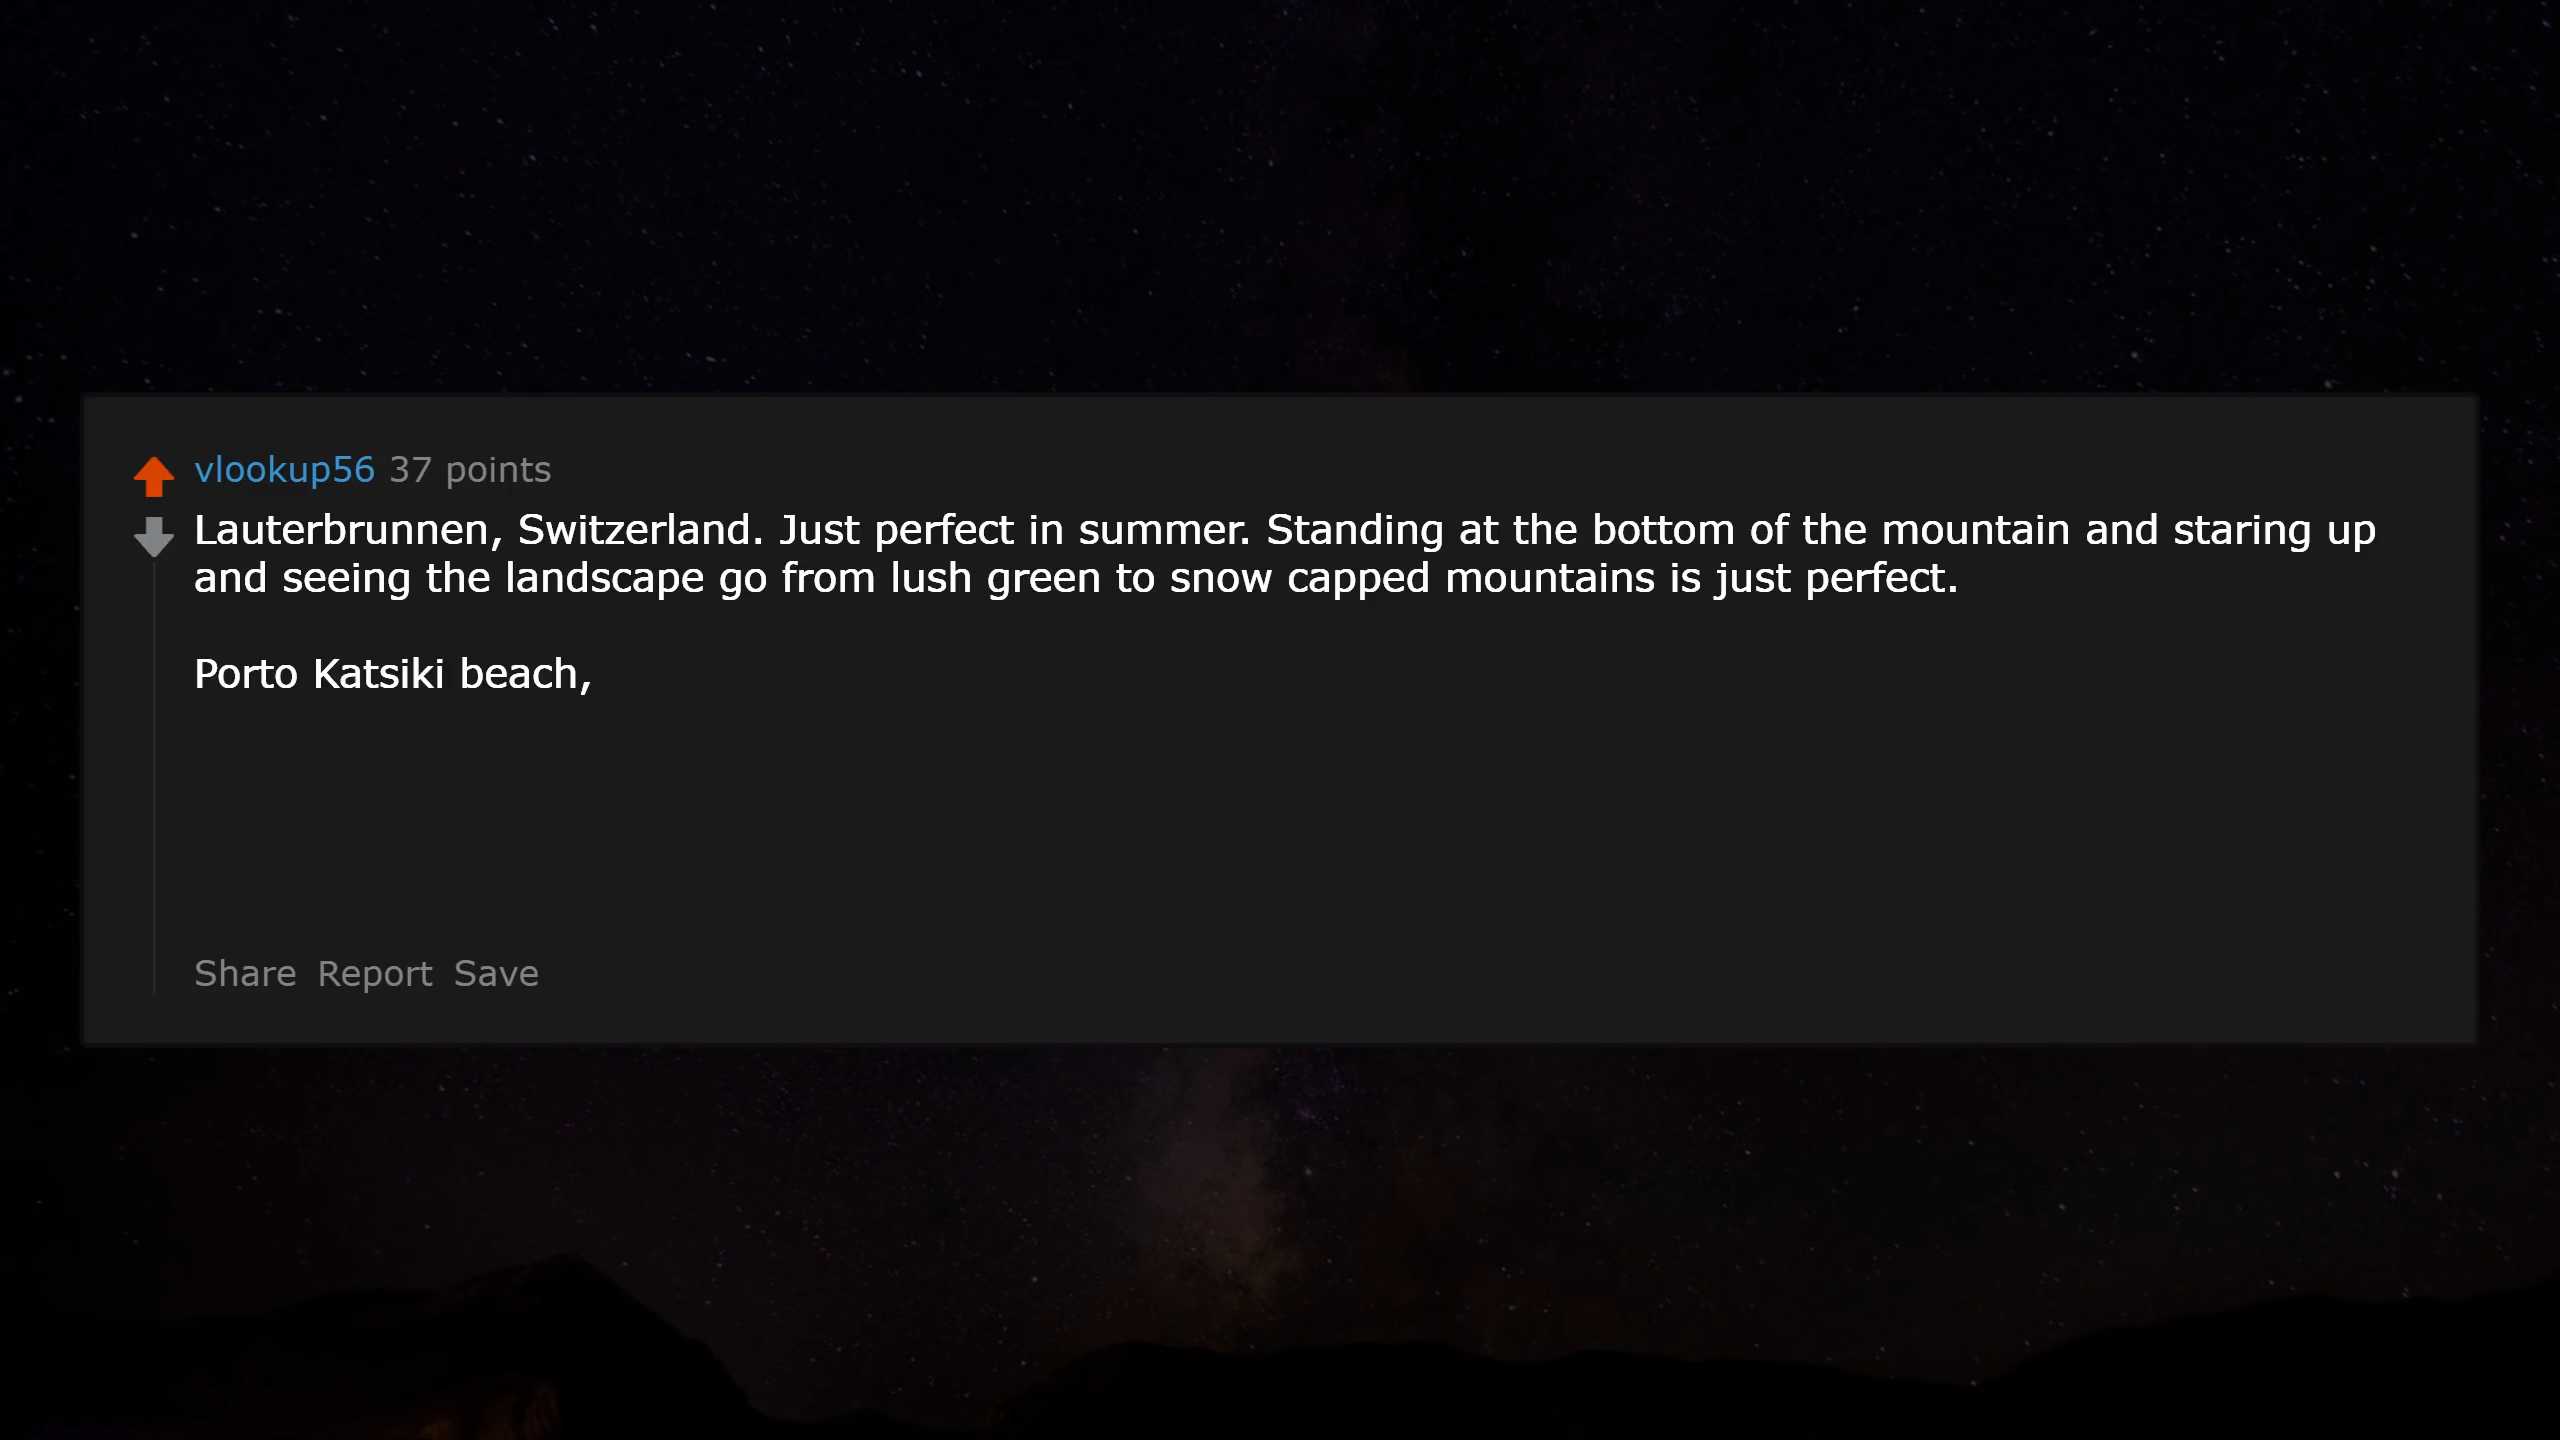 vlookup56 37 points
Lauterbrunnen, Switzerland. Just perfect in summer. Standing at the bottom of the mountain and staring up
and seeing the landscape go from lush green to snow capped mountains is just perfect.
Porto Katsiki beach,
Share Report Save